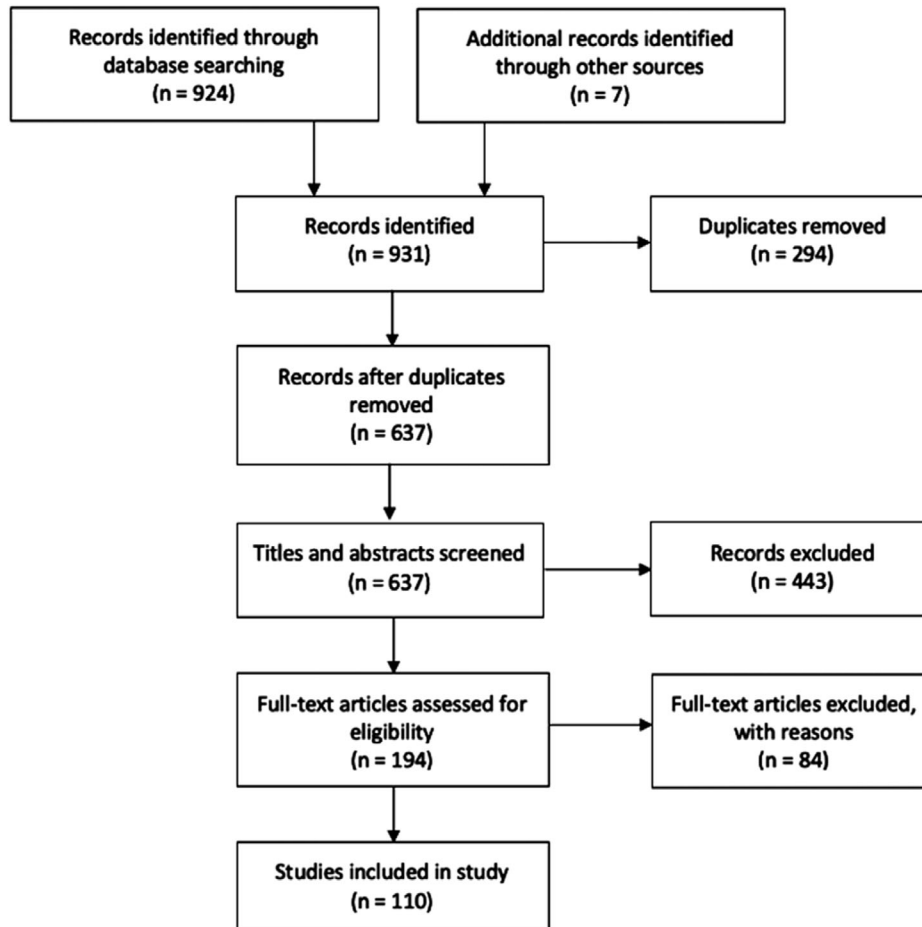 Records identified through
database searching
(n = 924)
Additional records identified
through other sources
(n = 7)
Records identified
(n = 931)
Duplicates removed
(n = 294)
Records after duplicates
removed
(n = 637)
Titles and abstracts screened
(n = 637)
Records excluded
(n = 443)
Full-text articles assessed for
eligibility
(n = 194)
Full-text articles excluded,
with reasons
(n = 84)
Studies included in study
(n = 110)